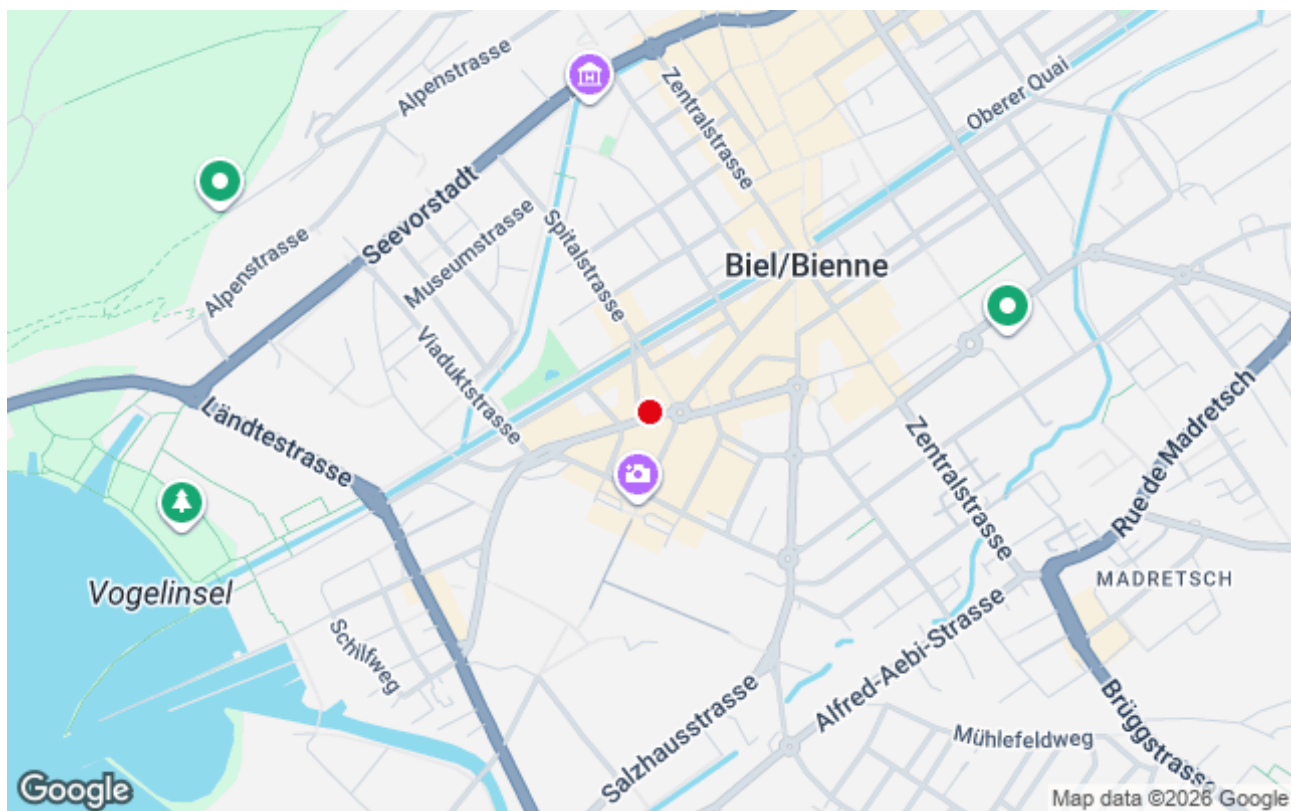 Alpenstrasse
Zentralstrasse
Oberer Quai
Seevorstadt
Museumstrasse
Spitalstrasse
Alpenstrasse
Biel/Bienne
Viaduktstrasse
Ländtestrasse
Zentralstrasse
Rue de Madretsch
Vogelinsel
MADRETSCH
Schilfweg
Alfred-Aebi-Strasse
Salzhausstrasse
Mühlefeldweg
Brüggstrasse
Google
Map data ©2026 Google